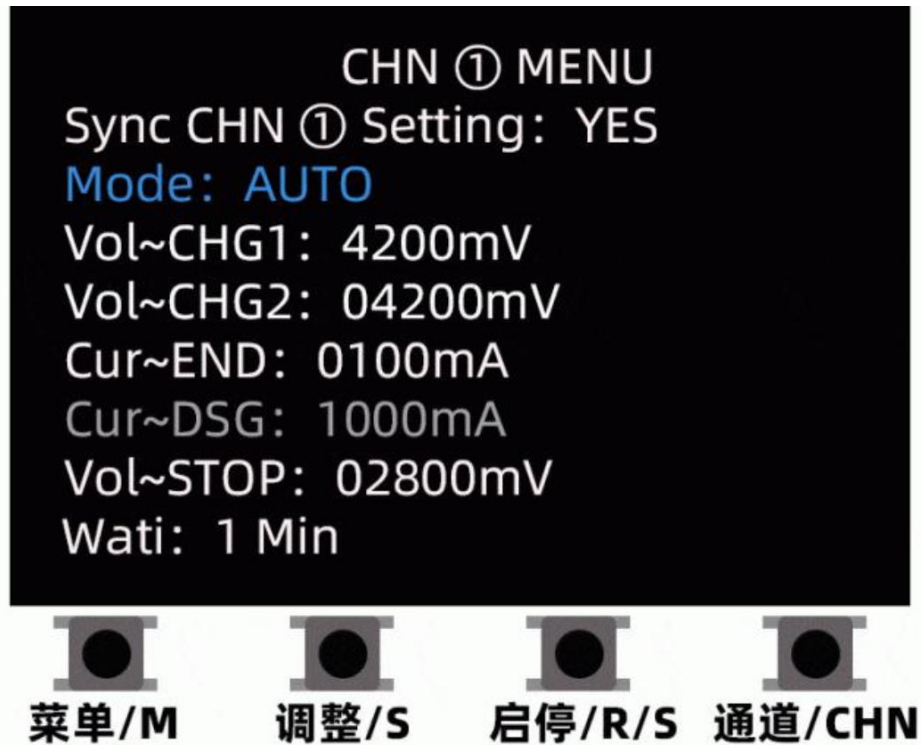 CHN ① MENU
Sync CHN ① Setting: YES
Mode: AUTO
Vol~CHG1: 4200mV
Vol~CHG2: 04200mV
Cur~END: 0100mA
Cur~DSG: 1000mA
Vol~STOP: 02800mV
Wati: 1 Min
菜单/M 调整/S 启停/R/S 通道/CHN